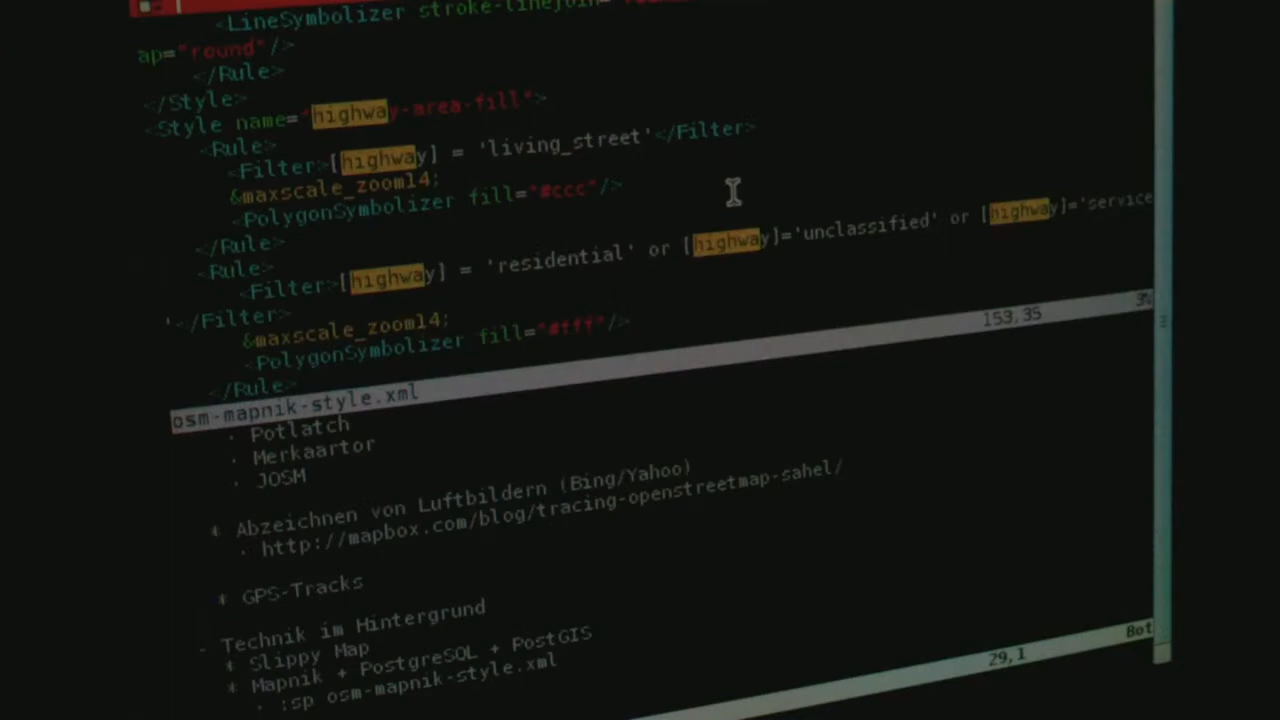 <LineSymbolizer stroke-linejoin=
ap="round"/>
</Rule>
</Style>
<Style name="highway-area-fill">
<Rule>
<Filter>[highway] = 'living_street'</Filter>
&maxscale_zoom14;
<PolygonSymbolizer fill="#ccc"/>
</Rule>
<Rule>
<Filter>[highway] = 'residential' or [highway]='unclassified' or [highway]='service
'</Filter>
&maxscale_zoom14;
<PolygonSymbolizer fill="#fff"/>
</Rule>
osm-mapnik-style.xml 153,35 3%
· Potlatch
· Merkaartor
· JOSM
* Abzeichnen von Luftbildern (Bing/Yahoo)
· http://mapbox.com/blog/tracing-openstreetmap-sahel/
* GPS-Tracks
- Technik im Hintergrund
* Slippy Map
* Mapnik + PostgreSQL + PostGIS
· :sp osm-mapnik-style.xml
29,1 Bot